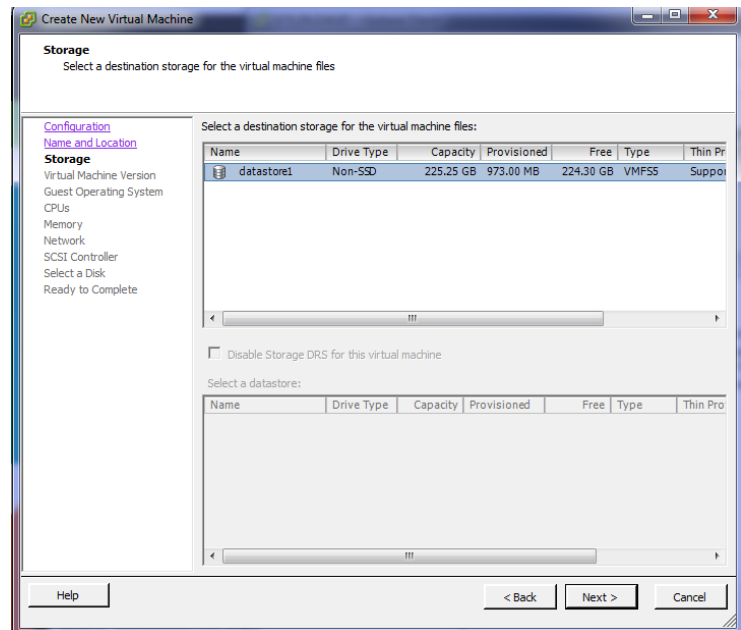 Create New Virtual Machine
Storage
Select a destination storage for the virtual machine files
Configuration
Name and Location
Storage
Virtual Machine Version
Guest Operating System
CPUs
Memory
Network
SCSI Controller
Select a Disk
Ready to Complete
Select a destination storage for the virtual machine files:
Name Drive Type Capacity Provisioned Free Type Thin Pr
datastore1 Non-SSD 225.25 GB 973.00 MB 224.30 GB VMFS5 Suppor
Disable Storage DRS for this virtual machine
Select a datastore:
Name Drive Type Capacity Provisioned Free Type Thin Pro
Help < Back Next > Cancel